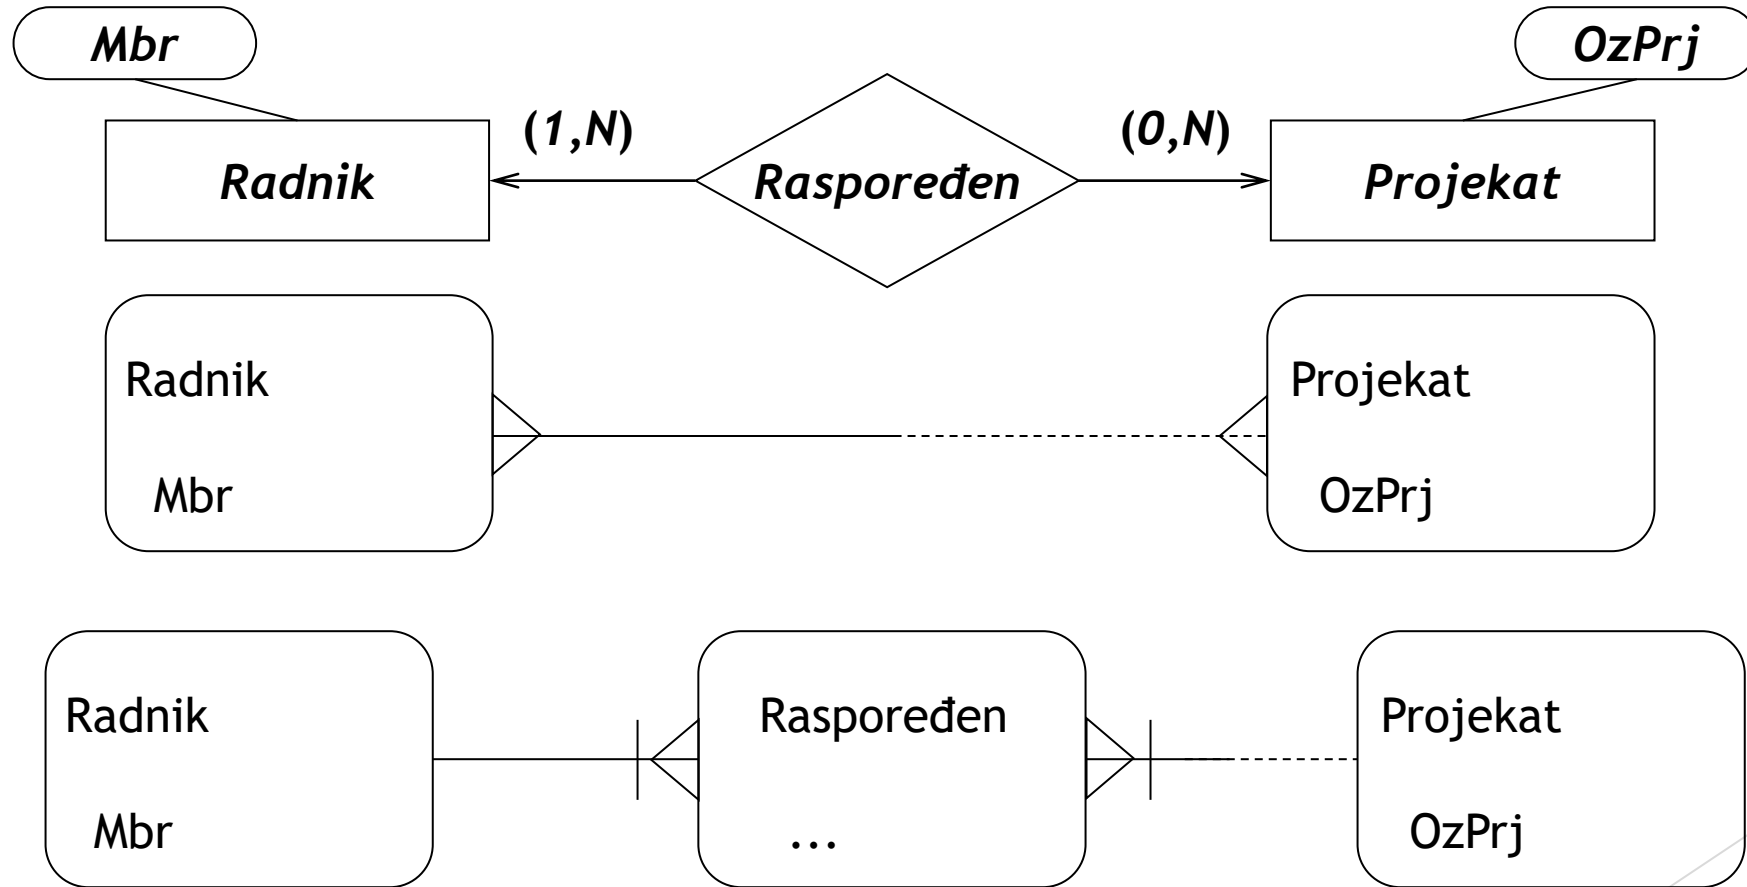 Mbr
OzPrj
(1,N)
(0,N)
Radnik
Raspoređen
Projekat
Radnik
Projekat
Mbr
OzPrj
Radnik
Raspoređen
Projekat
Mbr
...
OzPrj